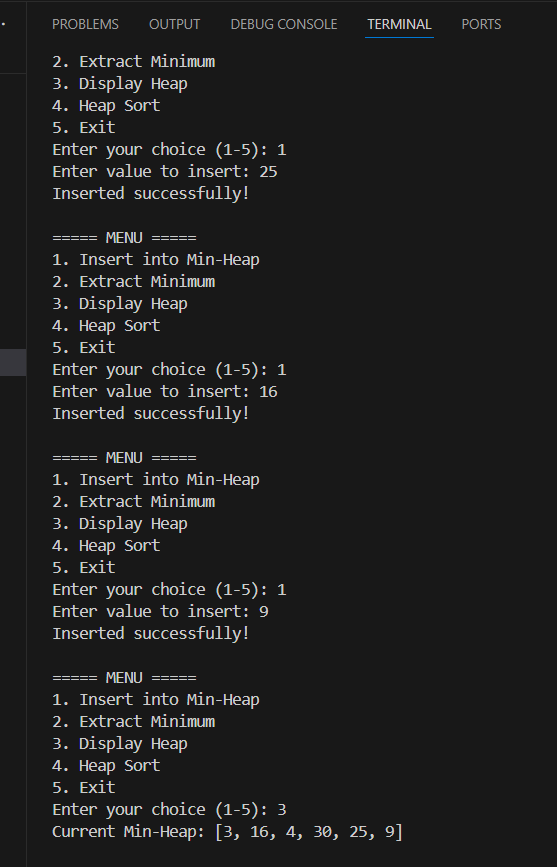 PROBLEMS OUTPUT DEBUG CONSOLE TERMINAL PORTS
2. Extract Minimum
3. Display Heap
4. Heap Sort
5. Exit
Enter your choice (1-5): 1
Enter value to insert: 25
Inserted successfully!
===== MENU =====
1. Insert into Min-Heap
2. Extract Minimum
3. Display Heap
4. Heap Sort
5. Exit
Enter your choice (1-5): 1
Enter value to insert: 16
Inserted successfully!
===== MENU =====
1. Insert into Min-Heap
2. Extract Minimum
3. Display Heap
4. Heap Sort
5. Exit
Enter your choice (1-5): 1
Enter value to insert: 9
Inserted successfully!
===== MENU =====
1. Insert into Min-Heap
2. Extract Minimum
3. Display Heap
4. Heap Sort
5. Exit
Enter your choice (1-5): 3
Current Min-Heap: [3, 16, 4, 30, 25, 9]